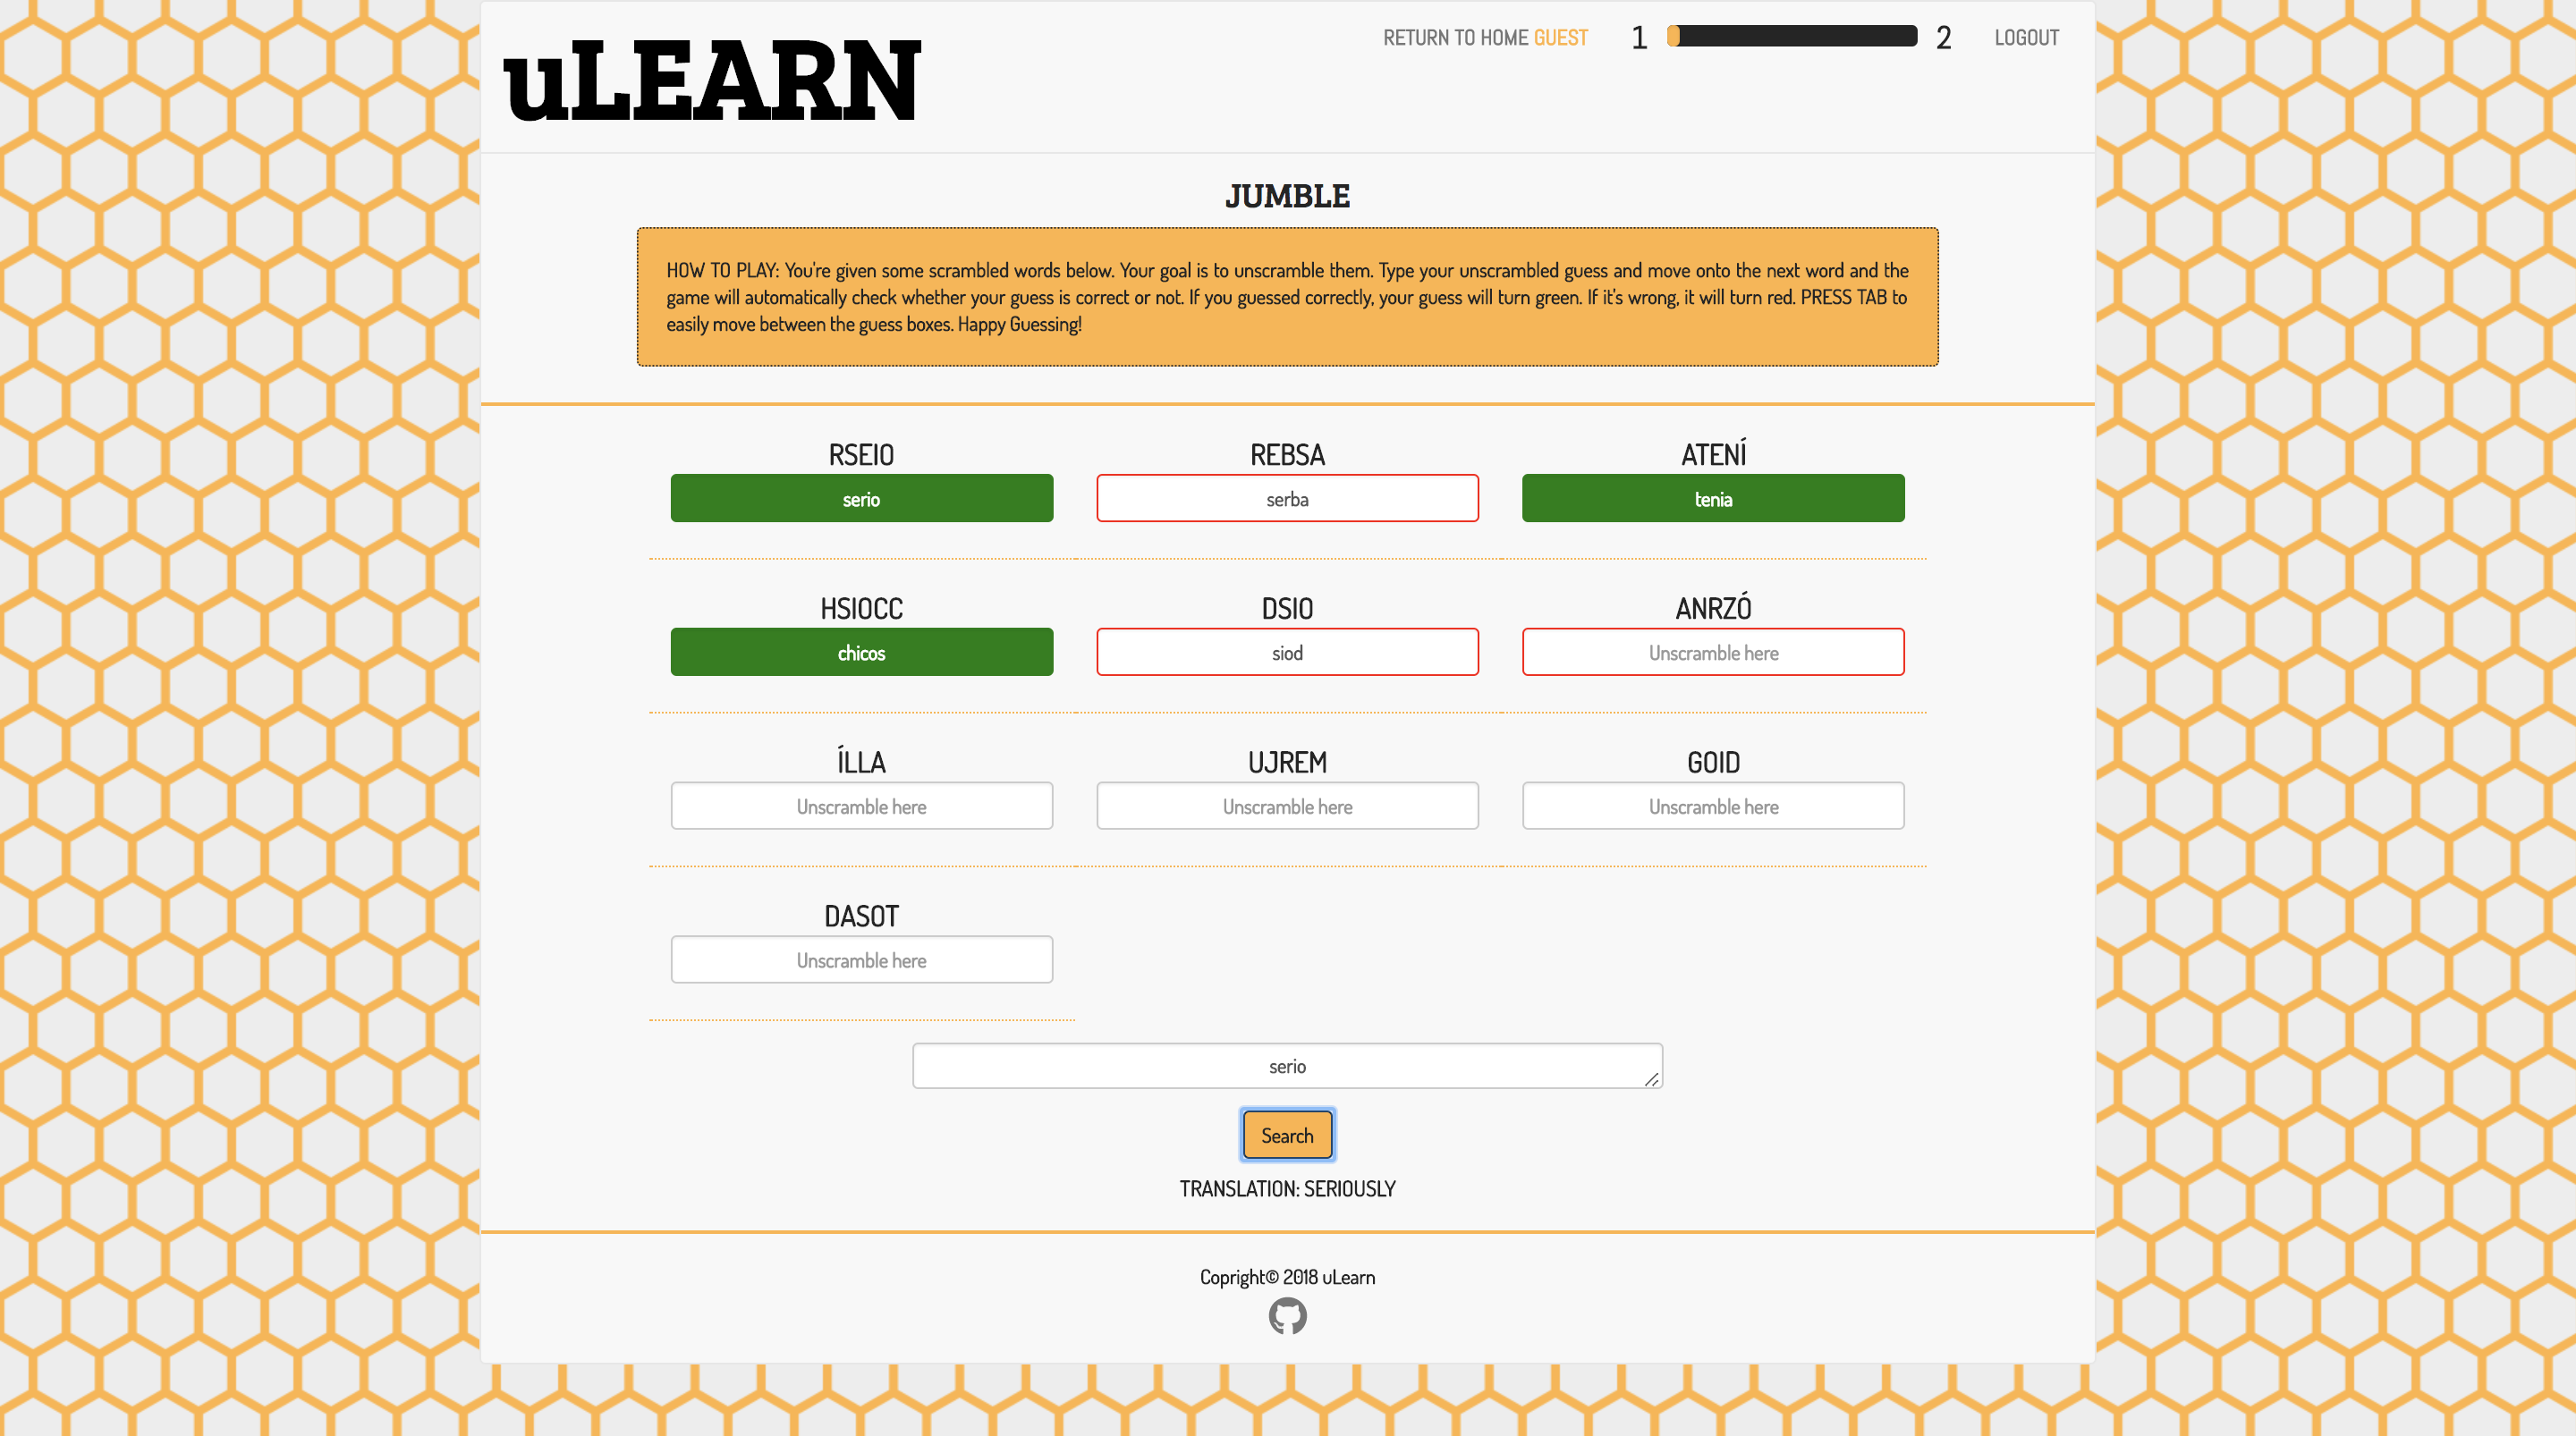 uLEARN
RETURN TO HOME GUEST 1 2 LOGOUT
JUMBLE
HOW TO PLAY: You're given some scrambled words below. Your goal is to unscramble them. Type your unscrambled guess and move onto the next word and the
game will automatically check whether your guess is correct or not. If you guessed correctly, your guess will turn green. If it's wrong, it will turn red. PRESS TAB to
easily move between the guess boxes. Happy Guessing!
RSEIO REBSA ATENÍ
serio serba tenia
HSIOCC DSIO ANRZÓ
chicos siod Unscramble here
ÍLLA UJREM GOID
Unscramble here Unscramble here Unscramble here
DASOT
Unscramble here
serio
Search
TRANSLATION: SERIOUSLY
Copright© 2018 uLearn